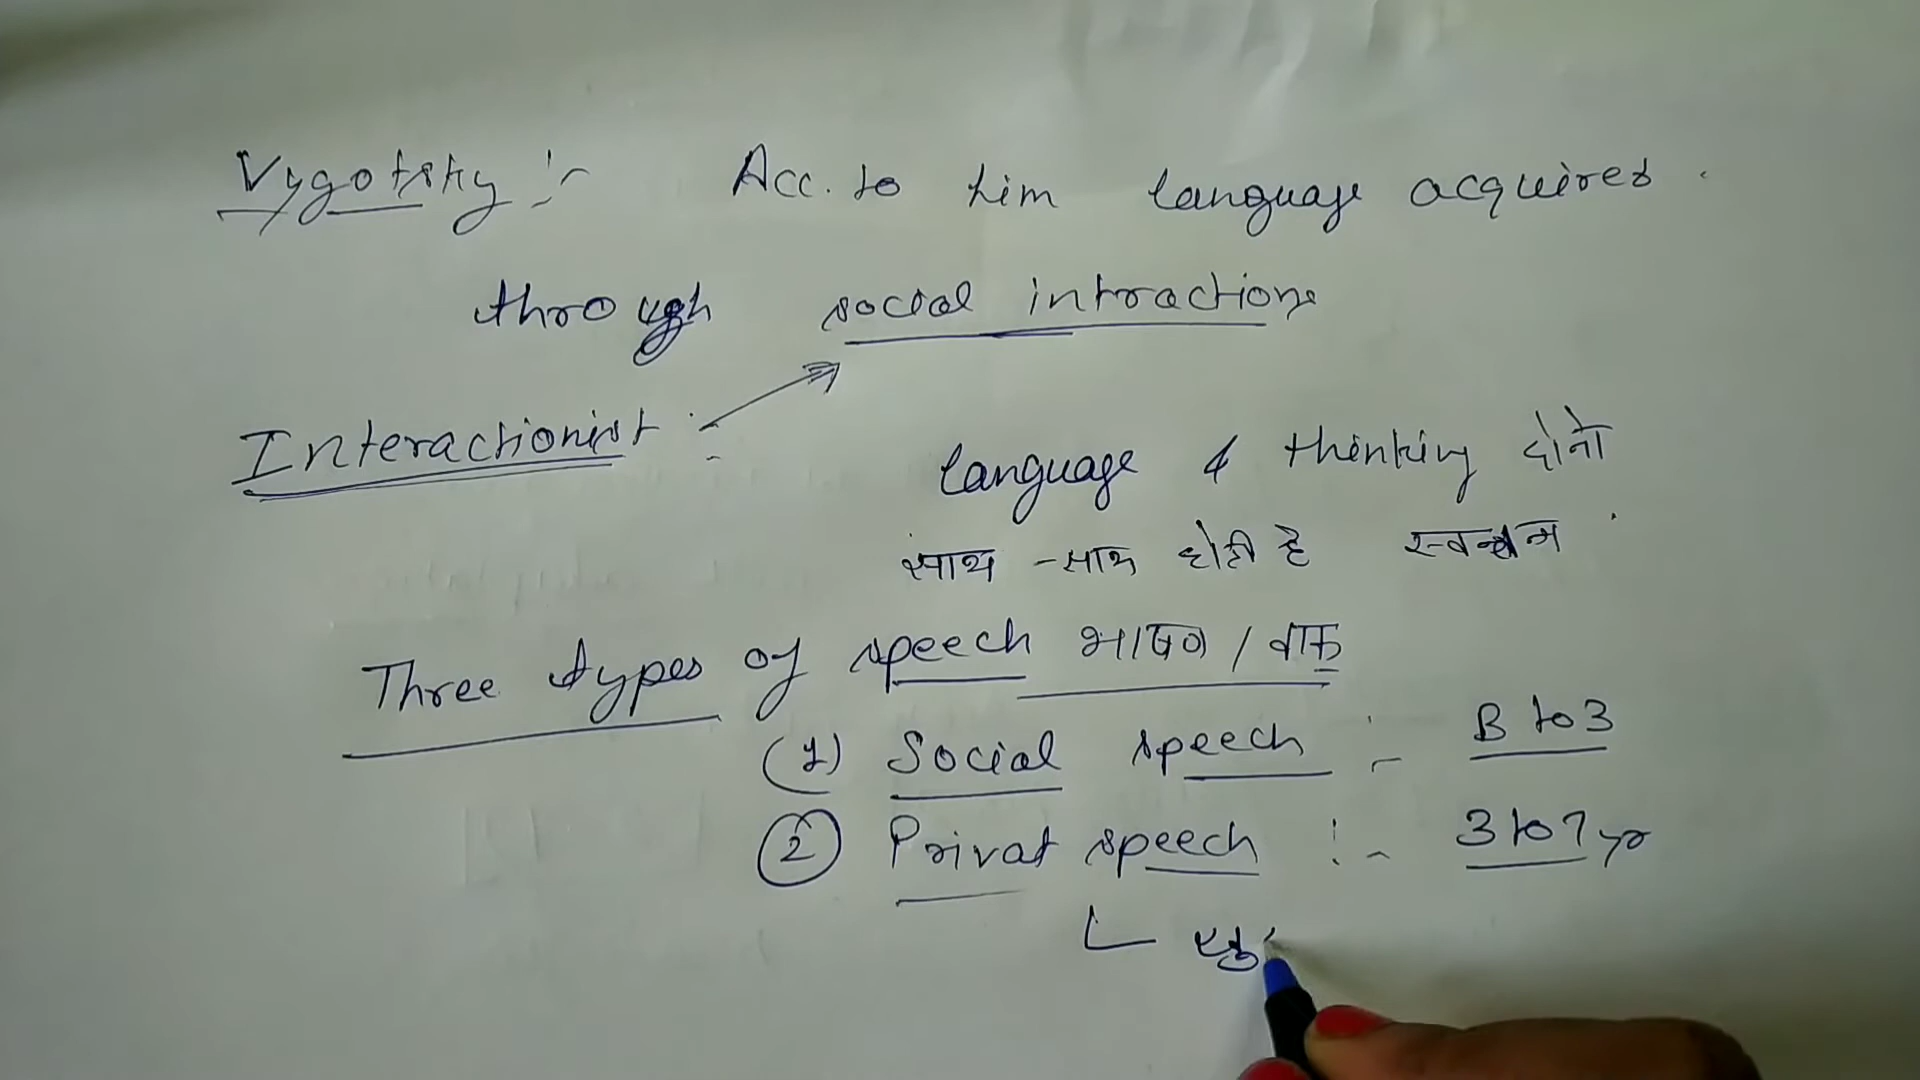 Vygotsky :- Acc. to him language acquires
through social intractions
Interactionist :-
language & thinking दोनो
साथ -साथ होती है
Three types of speech भाषण / वाक
(1) Social speech :- B to 3
(2) Privat speech :- 3 to 7 yr